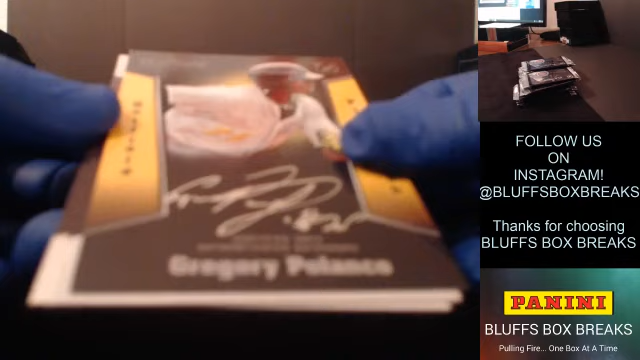 Gregory Polanco
FOLLOW US
ON
INSTAGRAM!
@BLUFFSBOXBREAKS
Thanks for choosing
BLUFFS BOX BREAKS
PANINI
BLUFFS BOX BREAKS
Pulling Fire... One Box At A Time